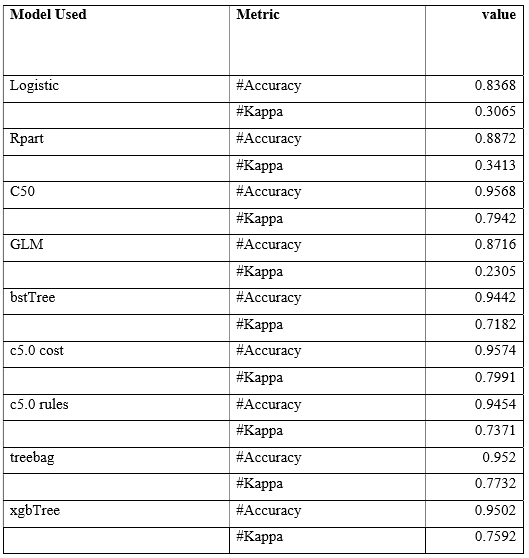 Model Used Metric value
Logistic #Accuracy 0.8368
#Kappa 0.3065
Rpart #Accuracy 0.8872
#Kappa 0.3413
C50 #Accuracy 0.9568
#Kappa 0.7942
GLM #Accuracy 0.8716
#Kappa 0.2305
bstTree #Accuracy 0.9442
#Kappa 0.7182
c5.0 cost #Accuracy 0.9574
#Kappa 0.7991
c5.0 rules #Accuracy 0.9454
#Kappa 0.7371
treebag #Accuracy 0.952
#Kappa 0.7732
xgbTree #Accuracy 0.9502
#Kappa 0.7592